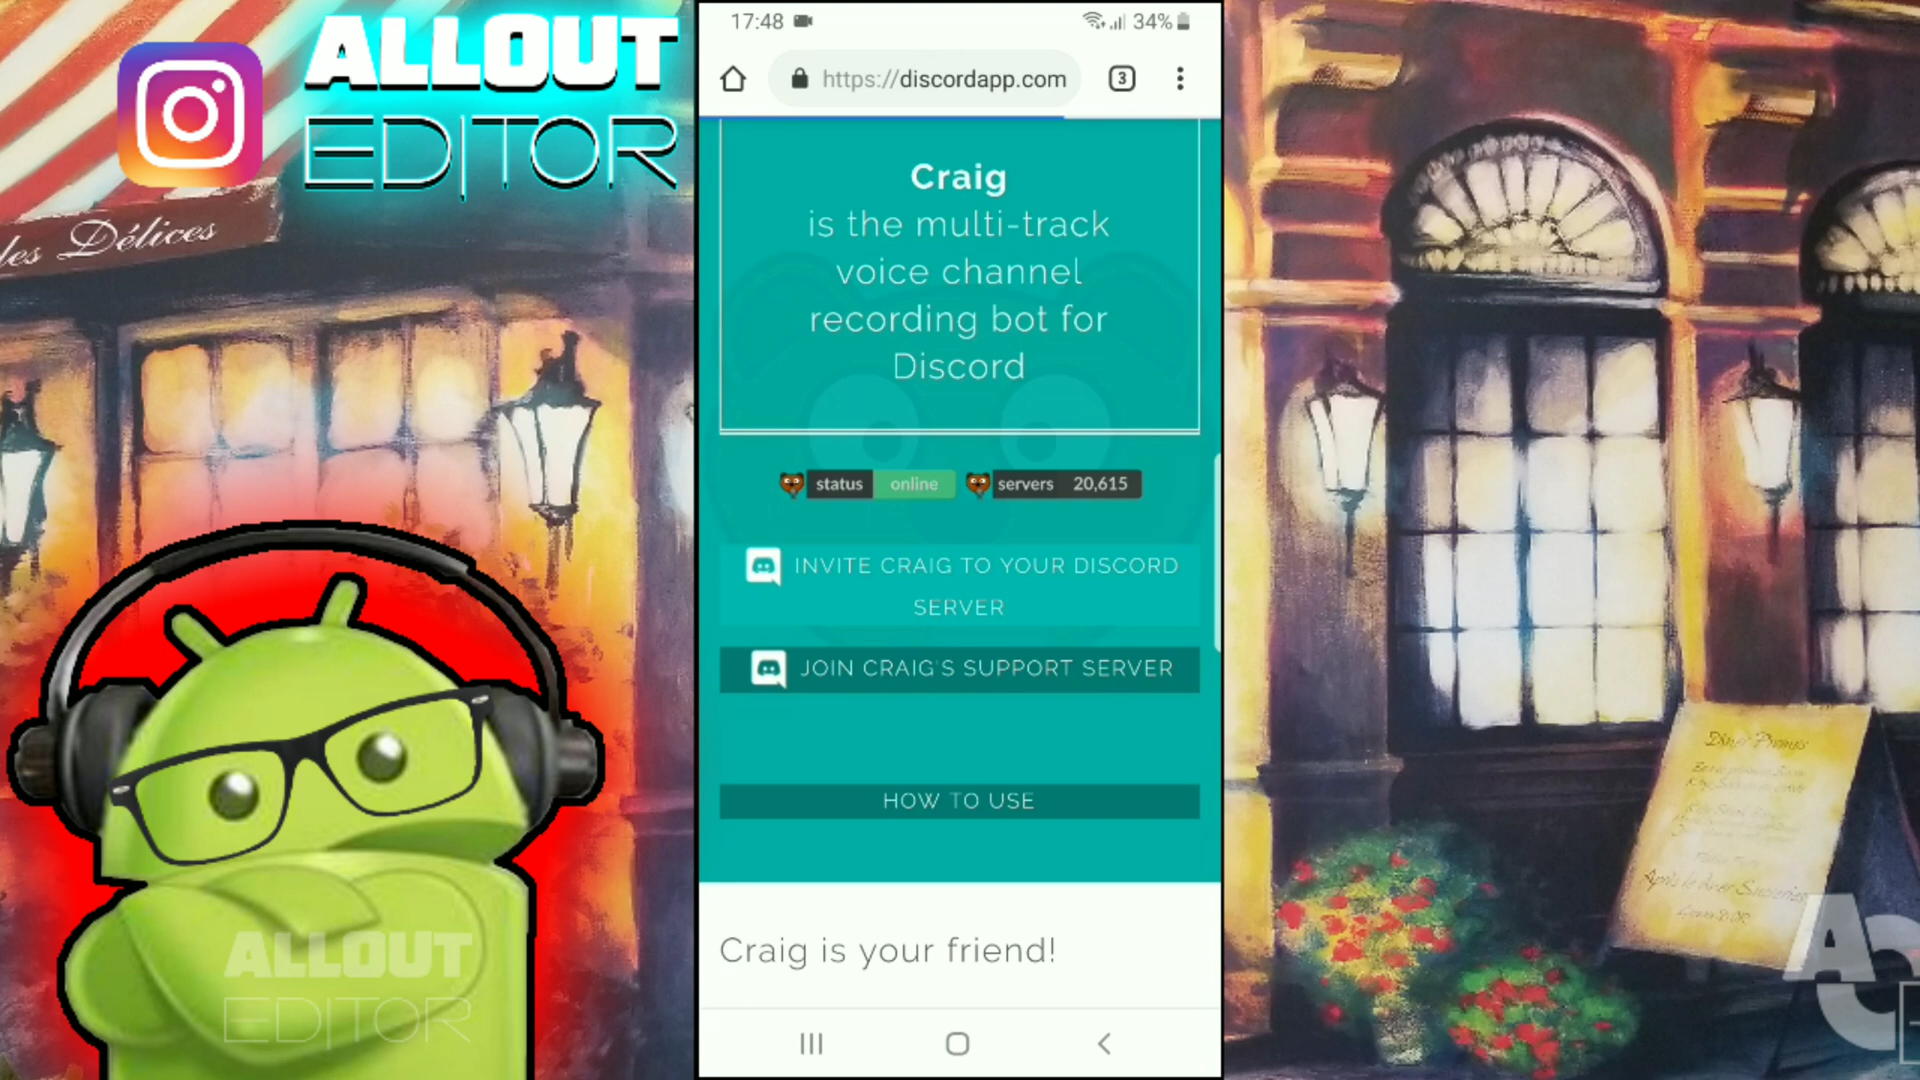 ALLOUT
EDITOR
les Délices
17:48
34%
https://discordapp.com
3
Craig
is the multi-track
voice channel
recording bot for
Discord
status online
servers 20,615
INVITE CRAIG TO YOUR DISCORD
SERVER
JOIN CRAIG'S SUPPORT SERVER
HOW TO USE
Craig is your friend!
ALLOUT
EDITOR